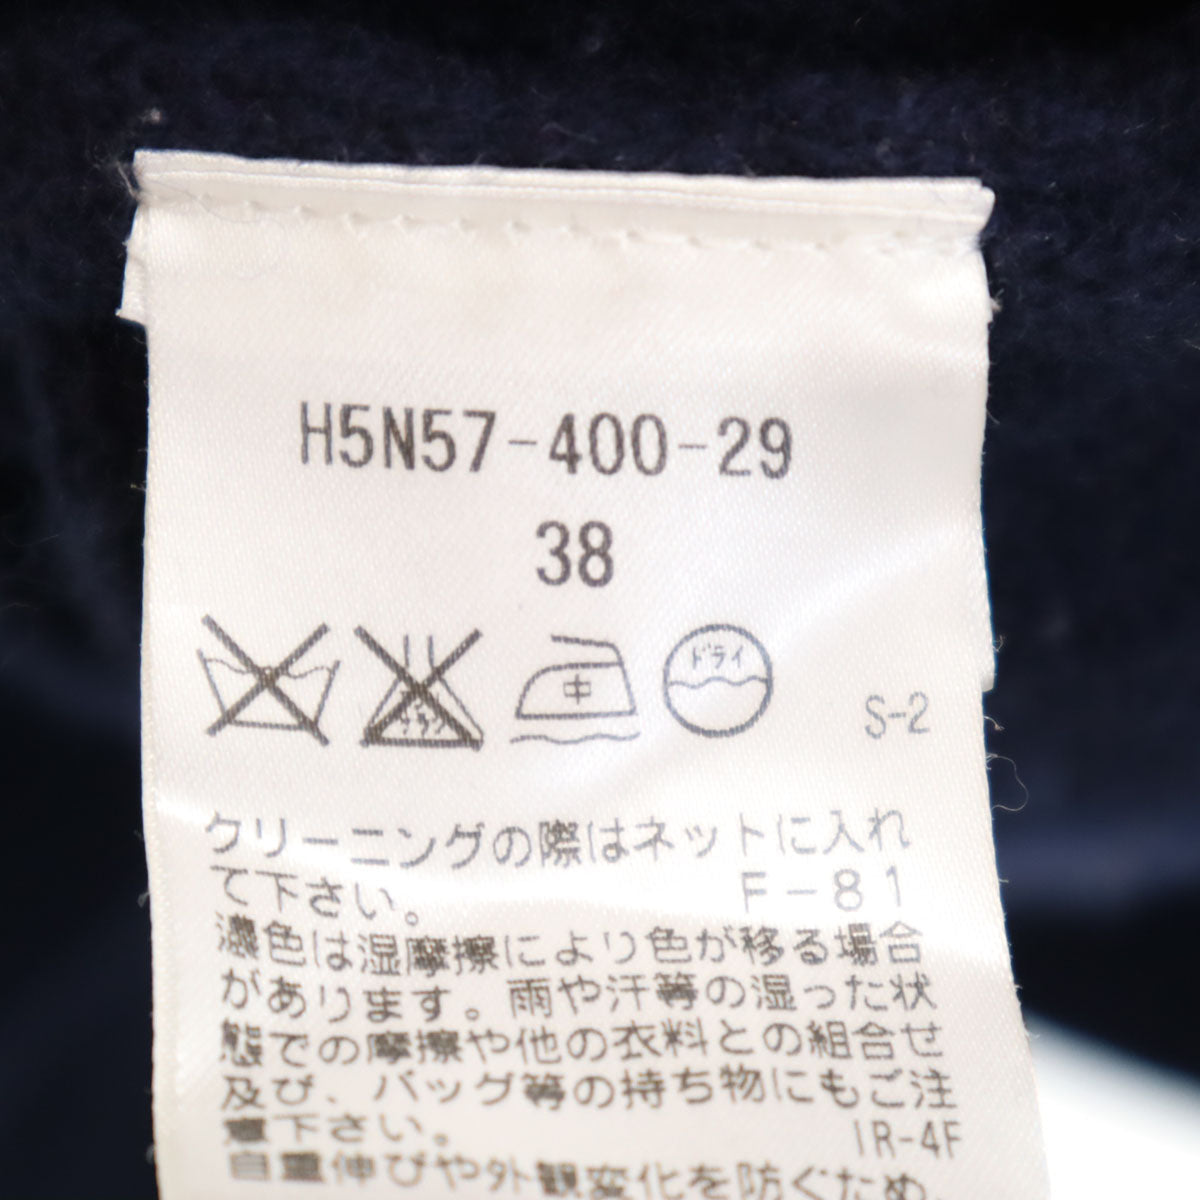 H5N57-400-29
38
中
ドライ
S-2
クリーニングの際はネットに入れ
て下さい。 F-81
濃色は湿摩擦により色が移る場合
があります。雨や汗等の湿った状
態での摩擦や他の衣料との組合せ
及び、バッグ等の持ち物にもご注
意下さい。 IR-4F
自重伸びや外観変化を防ぐため